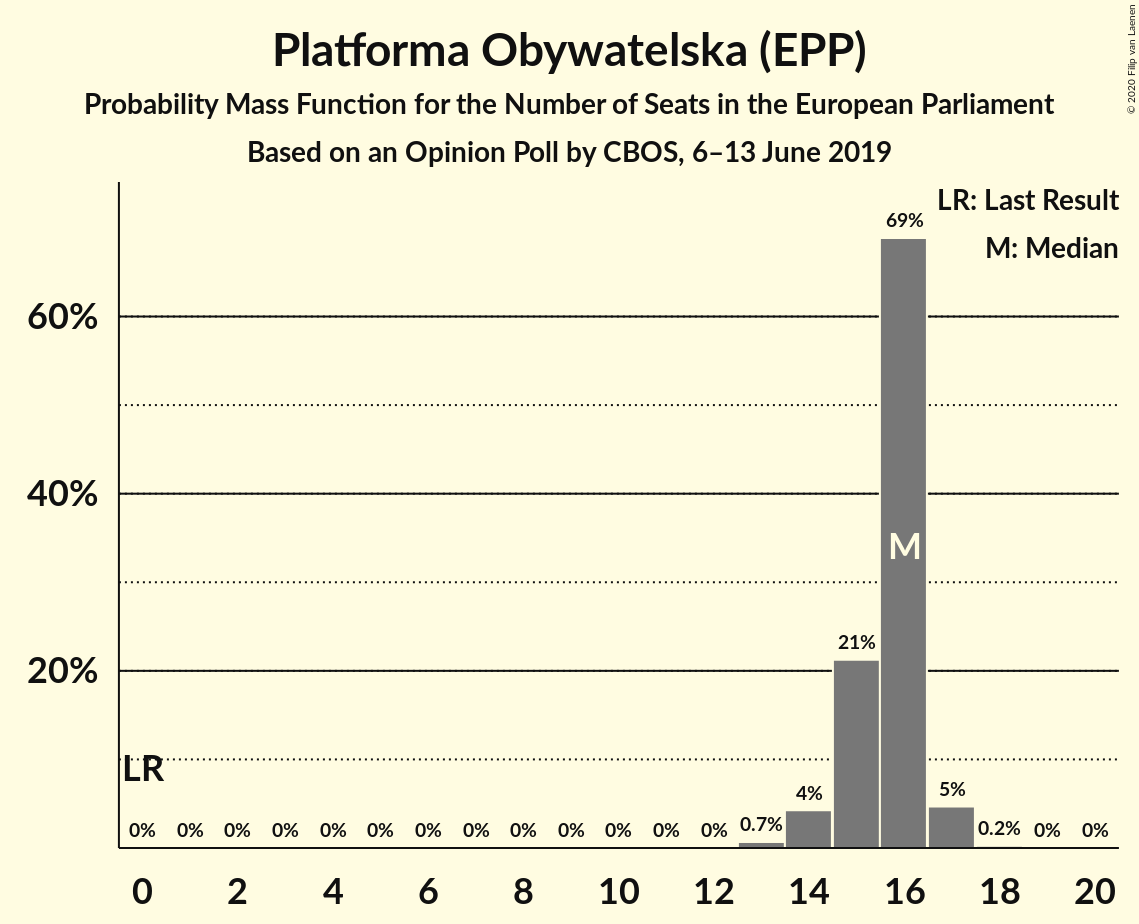 Platforma Obywatelska (EPP)
Probability Mass Function for the Number of Seats in the European Parliament
Based on an Opinion Poll by CBOS, 6–13 June 2019
© 2020 Filip van Laenen
LR: Last Result
M: Median
69%
60%
40%
M
21%
20%
LR
4%
5%
0% 0% 0% 0% 0% 0% 0% 0% 0% 0% 0% 0% 0% 0.7% 0.2% 0% 0%
0 2 4 6 8 10 12 14 16 18 20